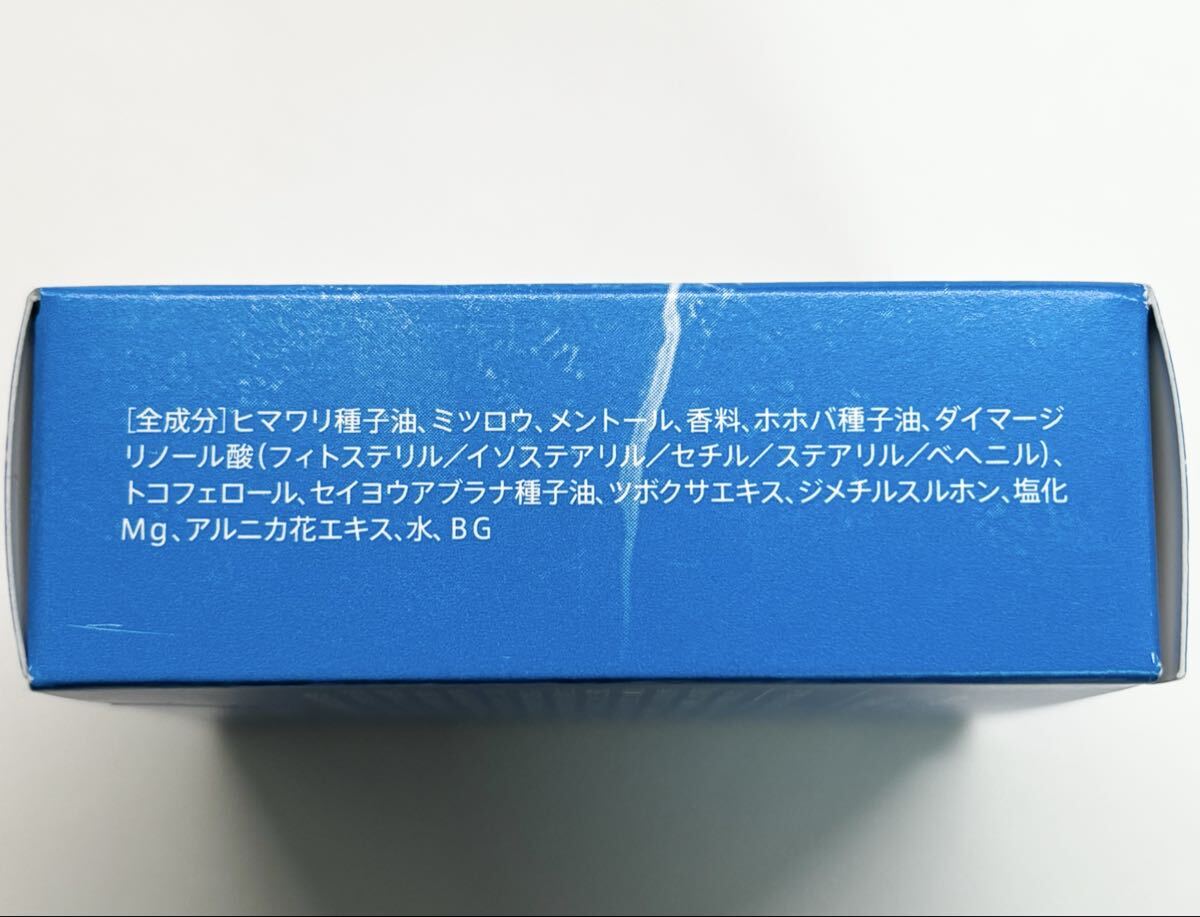 [全成分]ヒマワリ種子油、ミツロウ、メントール、香料、ホホバ種子油、ダイマージ
リノール酸(フィトステリル/イソステアリル/セチル/ステアリル/ベヘニル)、
トコフェロール、セイヨウアブラナ種子油、ツボクサエキス、ジメチルスルホン、塩化
Mg、アルニカ花エキス、水、BG